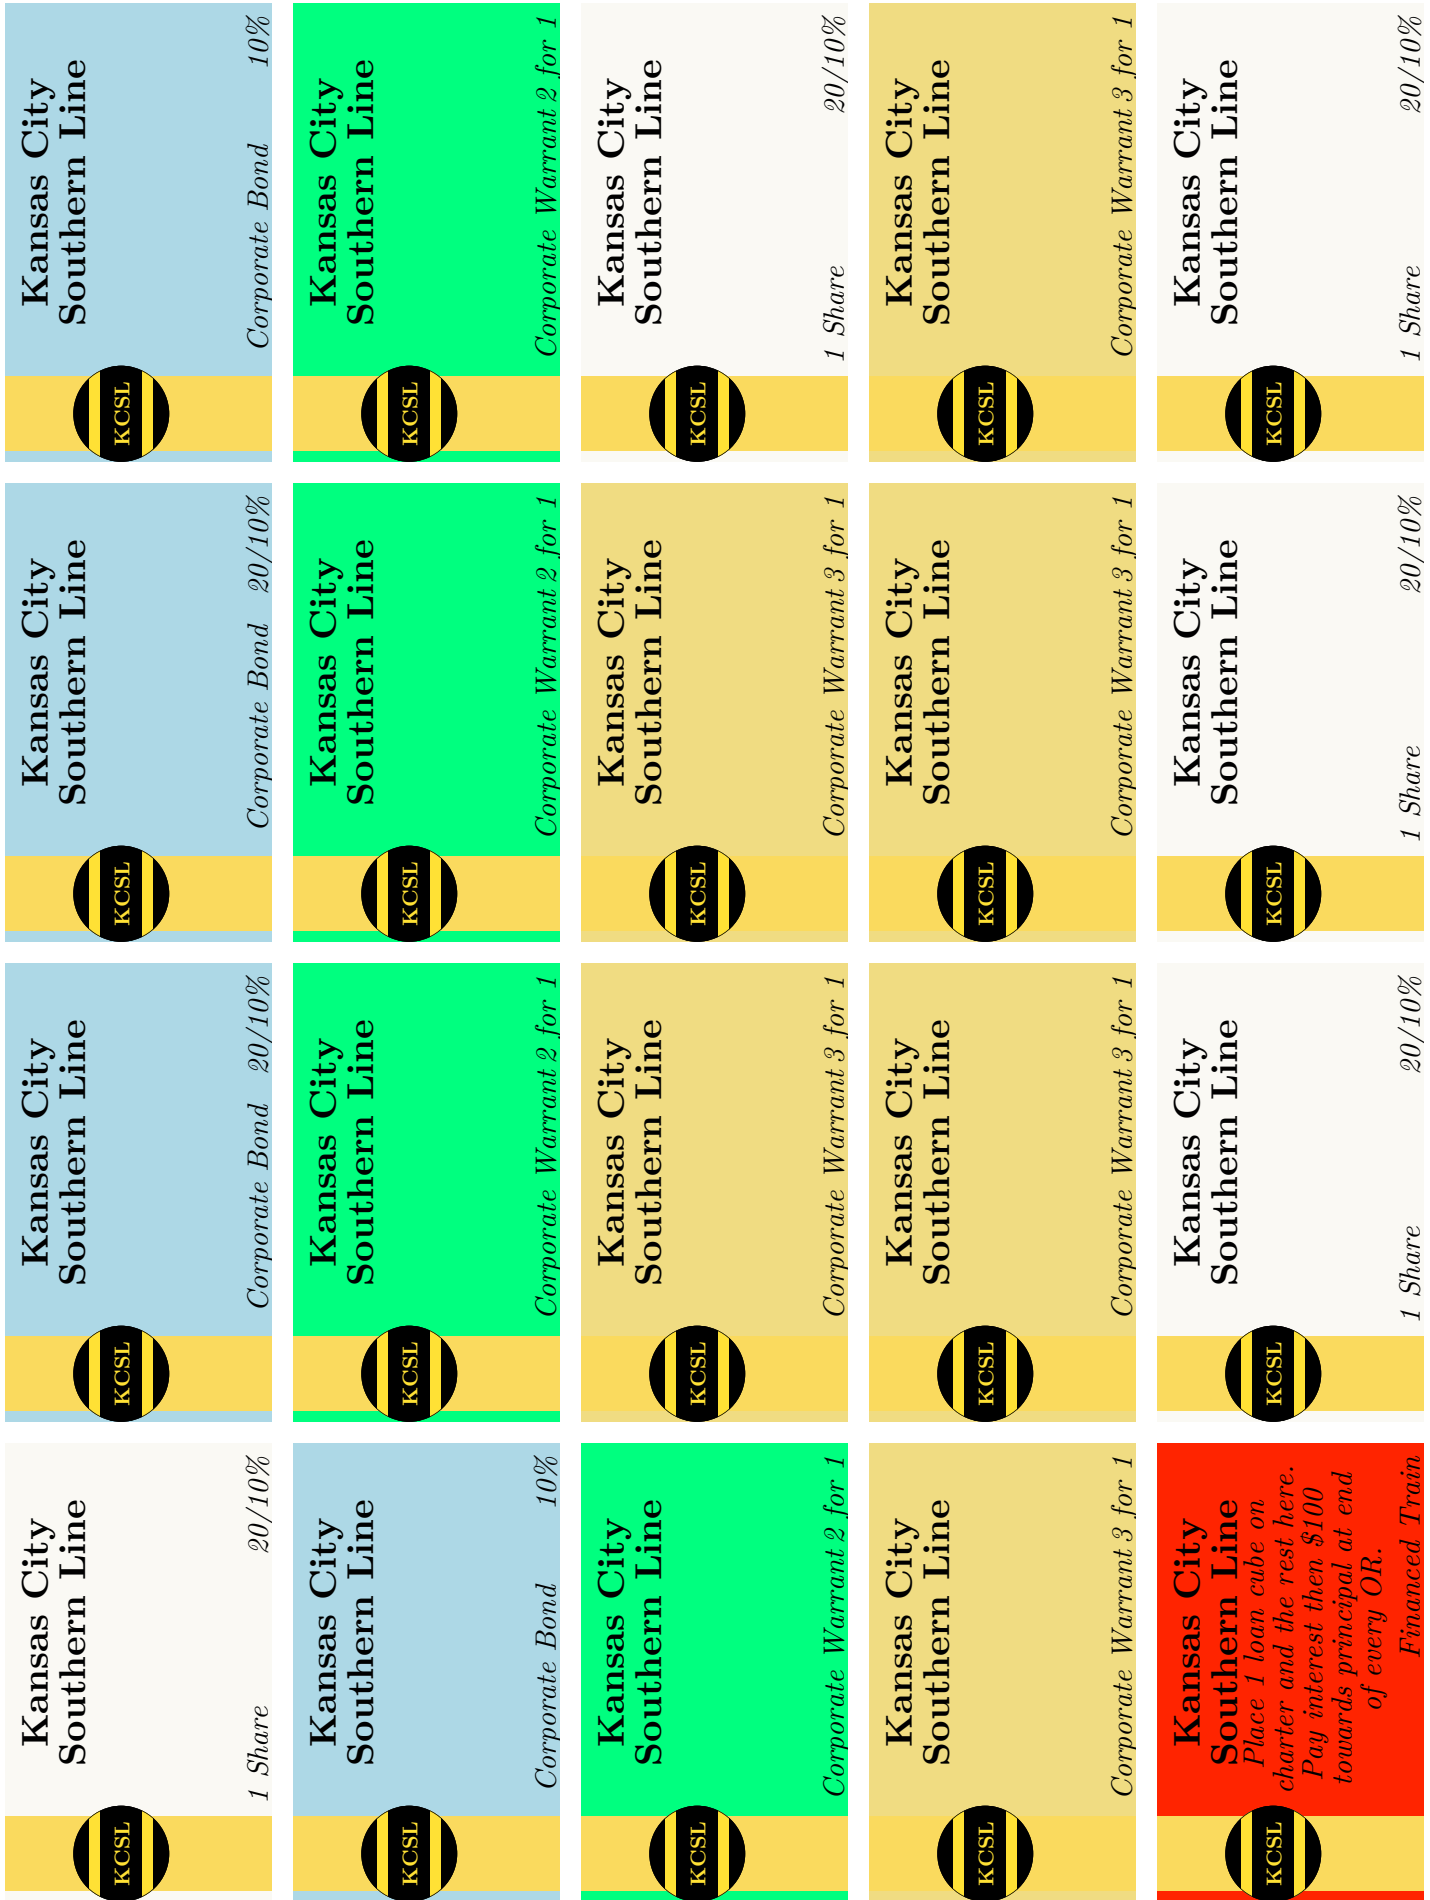 Kansas City
Southern Line
KCSL
1 Share 20/10%
Kansas City
Southern Line
KCSL
Corporate Bond 20/10%
Kansas City
Southern Line
KCSL
Corporate Bond 20/10%
Kansas City
Southern Line
KCSL
Corporate Bond 10%
Kansas City
Southern Line
KCSL
Corporate Bond 10%
Kansas City
Southern Line
KCSL
Corporate Warrant 2 for 1
Kansas City
Southern Line
KCSL
Corporate Warrant 2 for 1
Kansas City
Southern Line
KCSL
Corporate Warrant 2 for 1
Kansas City
Southern Line
KCSL
Corporate Warrant 2 for 1
Kansas City
Southern Line
KCSL
Corporate Warrant 3 for 1
Kansas City
Southern Line
KCSL
Corporate Warrant 3 for 1
Kansas City
Southern Line
KCSL
1 Share 20/10%
Kansas City
Southern Line
KCSL
Corporate Warrant 3 for 1
Kansas City
Southern Line
KCSL
Corporate Warrant 3 for 1
Kansas City
Southern Line
KCSL
Corporate Warrant 3 for 1
Kansas City
Southern Line
KCSL
Corporate Warrant 3 for 1
Kansas City
Southern Line
KCSL
Place 1 loan cube on
charter and the rest here.
Pay interest then $100
towards principal at end
of every OR.
Financed Train
Kansas City
Southern Line
KCSL
1 Share 20/10%
Kansas City
Southern Line
KCSL
1 Share 20/10%
Kansas City
Southern Line
KCSL
1 Share 20/10%